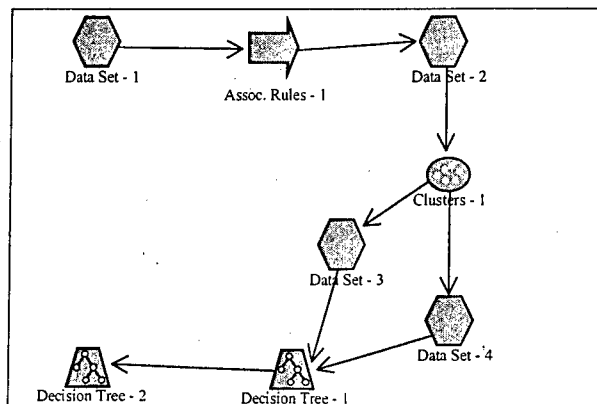 Data Set - 1
Assoc. Rules - 1
Data Set - 2
Clusters - 1
Data Set - 3
Data Set - 4
Decision Tree - 2
Decision Tree - 1